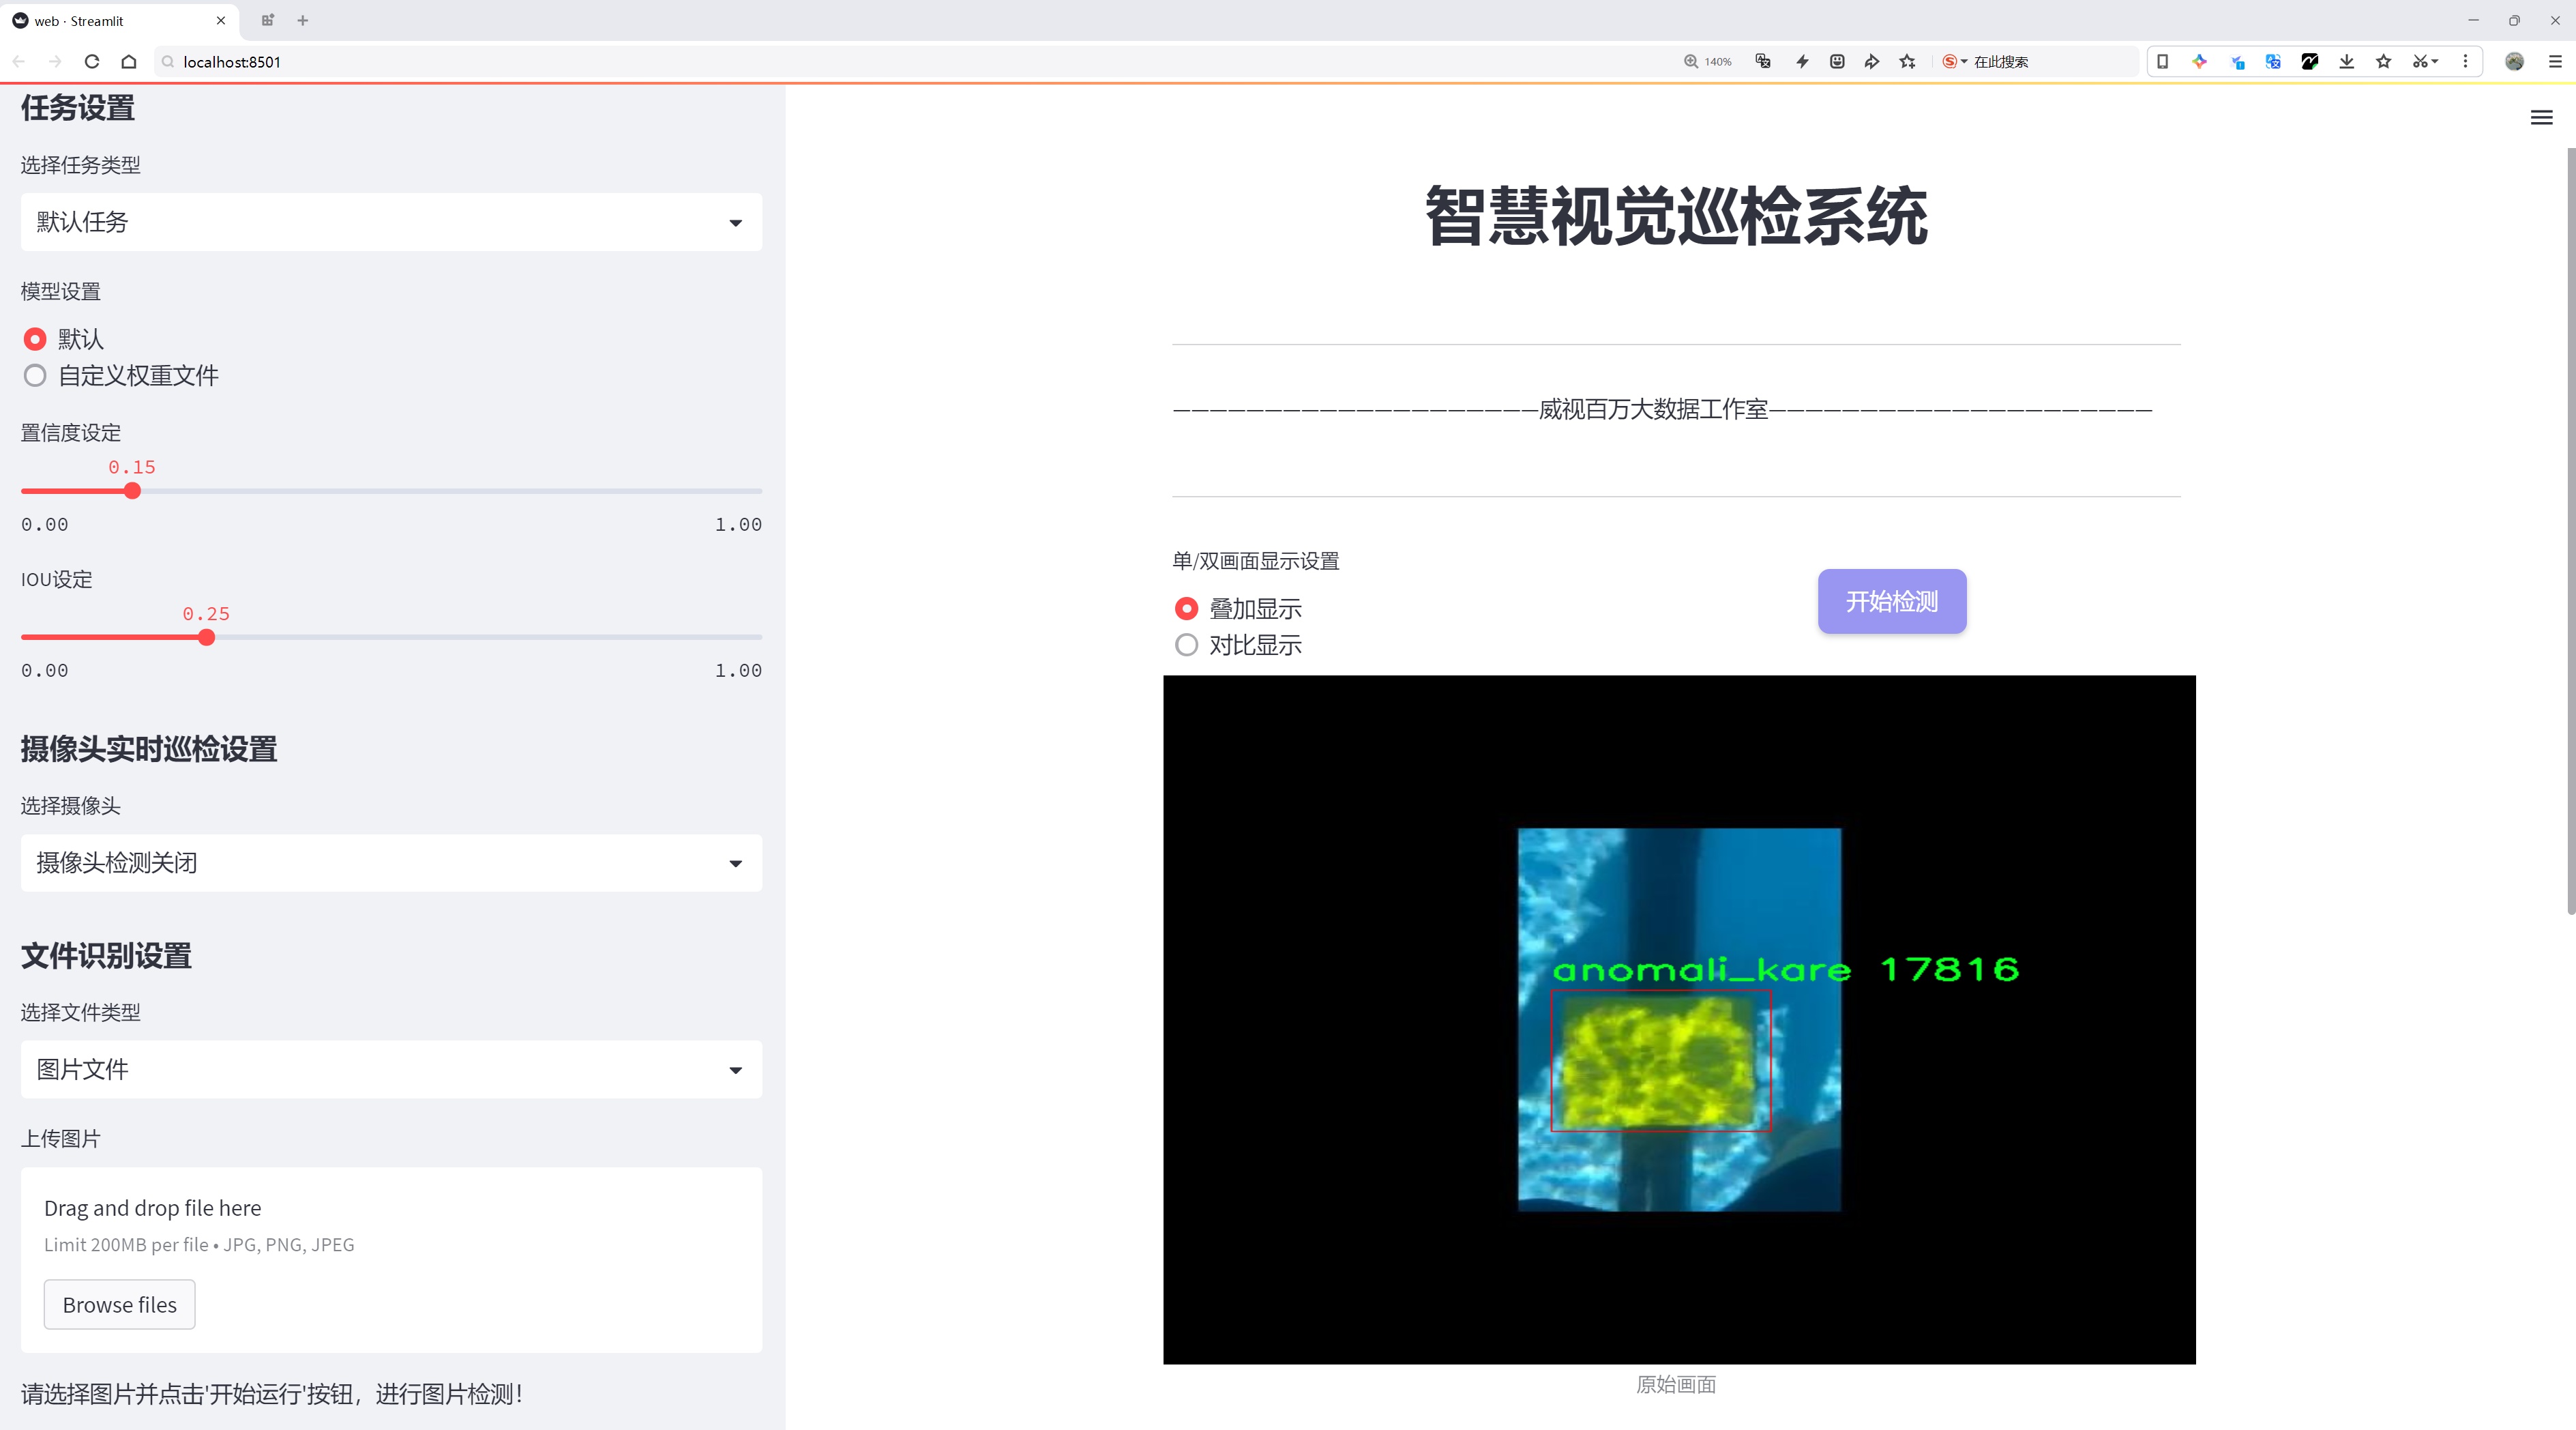 web · Streamlit
localhost:8501
140%
在此搜索
任务设置
选择任务类型
默认任务
模型设置
默认
自定义权重文件
置信度设定
0.15
0.00
1.00
IOU设定
0.25
0.00
1.00
摄像头实时巡检设置
选择摄像头
摄像头检测关闭
文件识别设置
选择文件类型
图片文件
上传图片
Drag and drop file here
Limit 200MB per file • JPG, PNG, JPEG
Browse files
请选择图片并点击'开始运行'按钮，进行图片检测！
智慧视觉巡检系统
————————————————————威视百万大数据工作室—————————————————————
单/双画面显示设置
叠加显示
对比显示
开始检测
anomali_kare 17816
原始画面